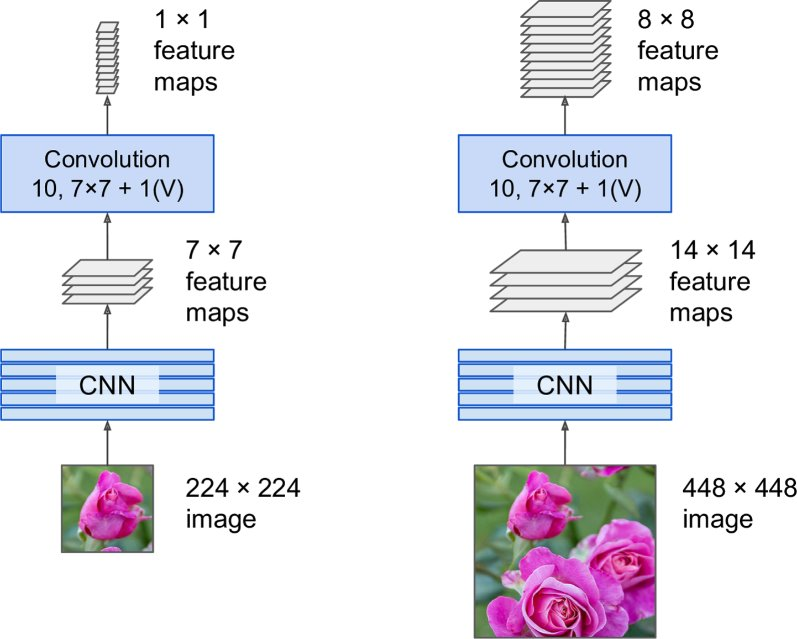 1 × 1
feature
maps
Convolution
10, 7×7 + 1(V)
7 × 7
feature
maps
CNN
224 × 224
image
8 × 8
feature
maps
Convolution
10, 7×7 + 1(V)
14 × 14
feature
maps
CNN
448 × 448
image